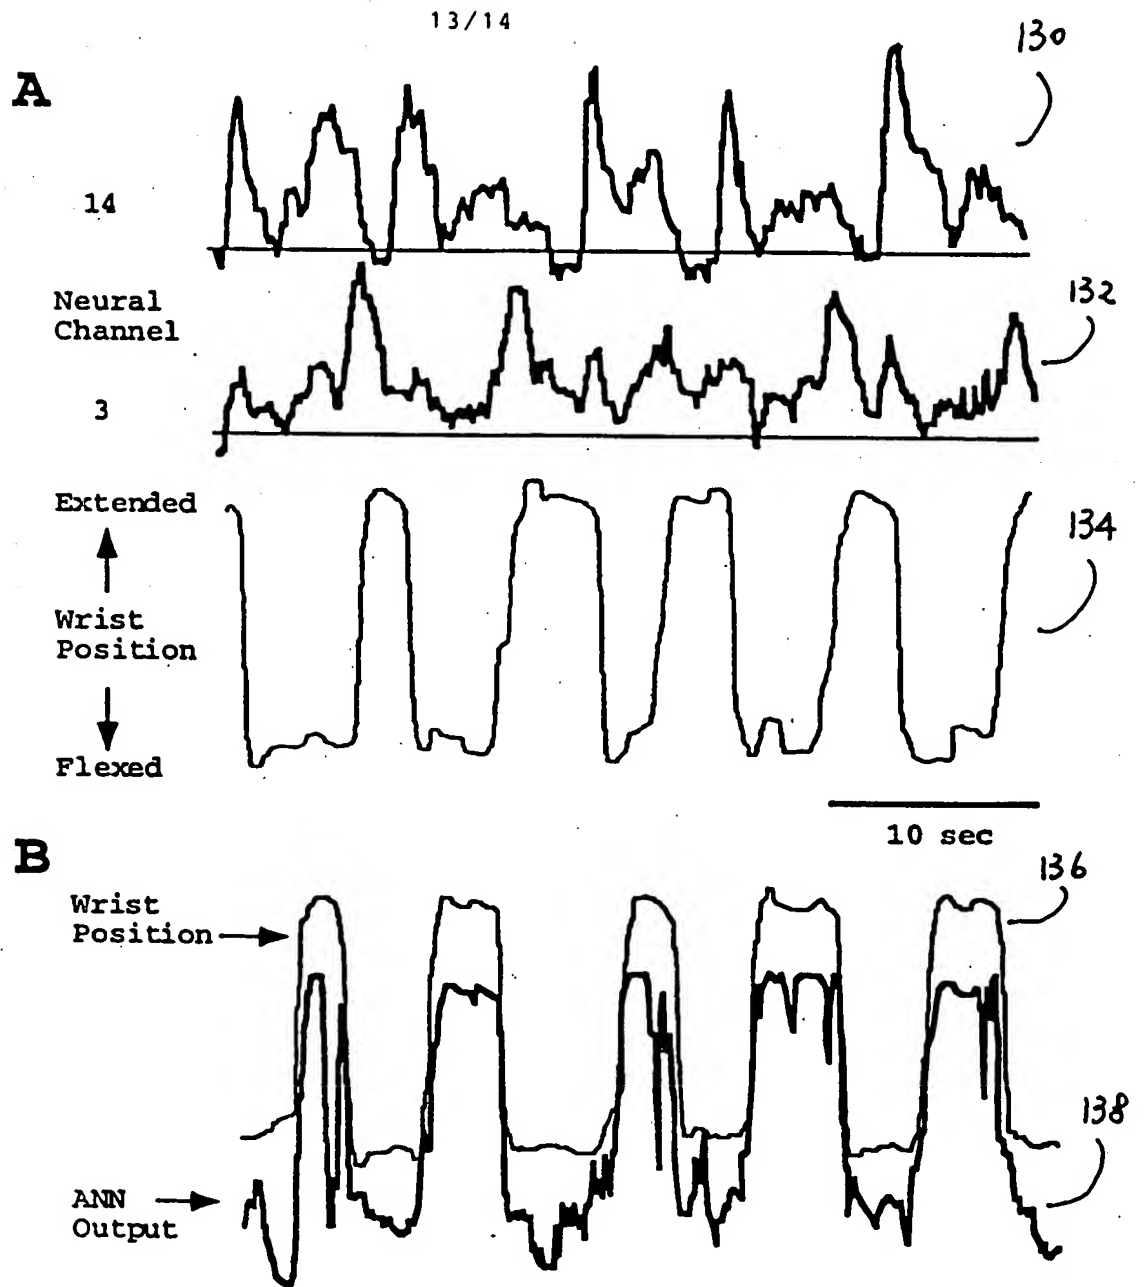 13/14
130
A
14
Neural
Channel
132
3
Extended
134
Wrist
Position
Flexed
10 sec
B
136
Wrist
Position
138
ANN
Output